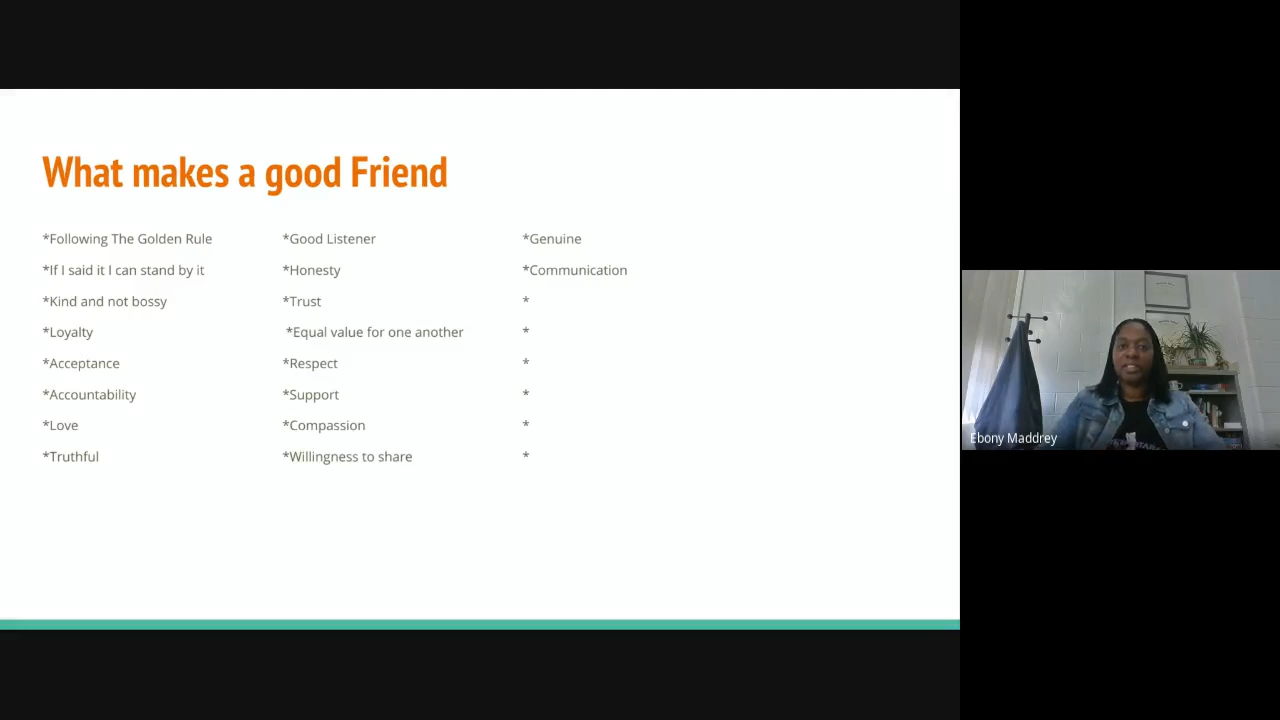 What makes a good Friend
*Following The Golden Rule
*If I said it I can stand by it
*Kind and not bossy
*Loyalty
*Acceptance
*Accountability
*Love
*Truthful
*Good Listener
*Honesty
*Trust
*Equal value for one another
*Respect
*Support
*Compassion
*Willingness to share
*Genuine
*Communication
*
*
*
*
*
*
Ebony Maddrey